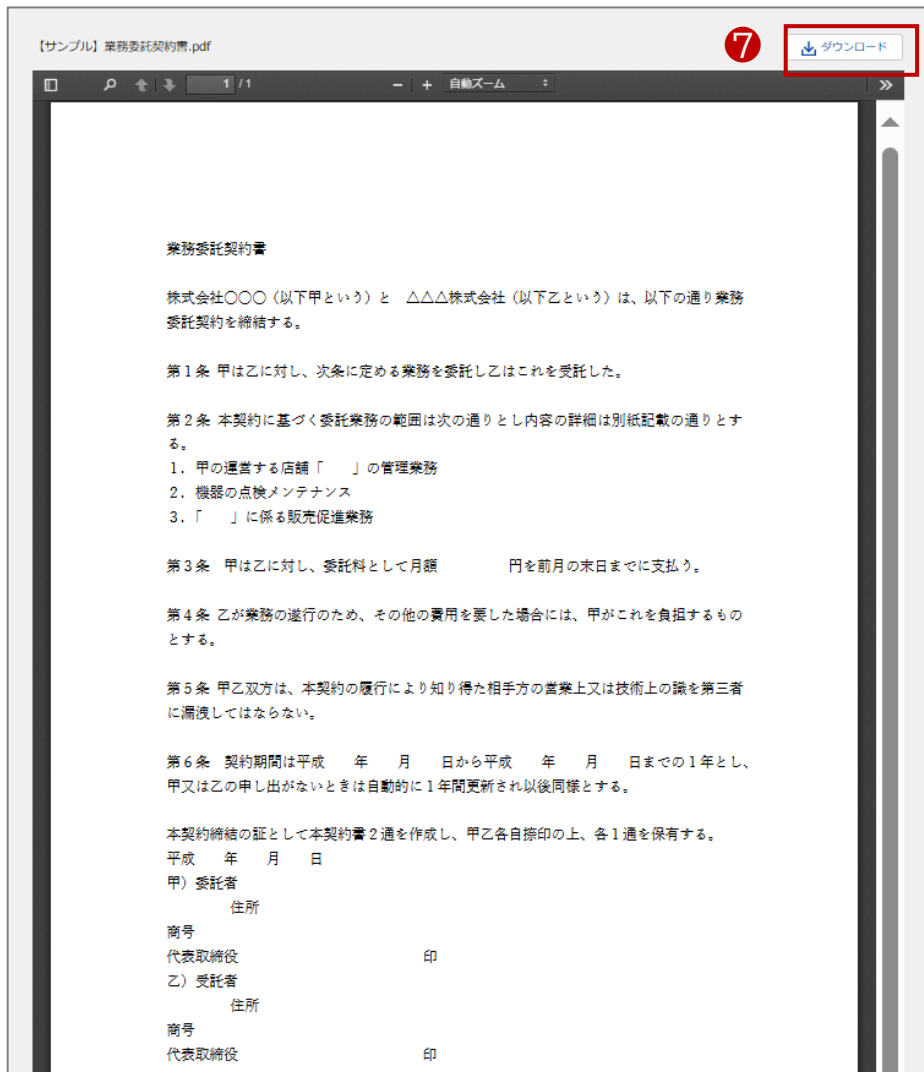 【サンプル】業務委託契約書.pdf
7
ダウンロード
1 / 1
− + 自動ズーム
業務委託契約書
株式会社〇〇〇（以下甲という）と　△△△株式会社（以下乙という）は、以下の通り業務
委託契約を締結する。
第１条 甲は乙に対し、次条に定める業務を委託し乙はこれを受託した。
第２条 本契約に基づく委託業務の範囲は次の通りとし内容の詳細は別紙記載の通りとす
る。
１．甲の運営する店舗「　　」の管理業務
２．機器の点検メンテナンス
３．「　　」に係る販売促進業務
第３条　甲は乙に対し、委託料として月額　　　　　円を前月の末日までに支払う。
第４条 乙が業務の遂行のため、その他の費用を要した場合には、甲がこれを負担するもの
とする。
第５条 甲乙双方は、本契約の履行により知り得た相手方の営業上又は技術上の識を第三者
に漏洩してはならない。
第６条　契約期間は平成　　年　　月　　日から平成　　年　　月　　日までの１年とし、
甲又は乙の申し出がないときは自動的に１年間更新され以後同様とする。
本契約締結の証として本契約書２通を作成し、甲乙各自捺印の上、各１通を保有する。
平成　　年　　月　　日
甲）委託者
住所
商号
代表取締役　　　　　　　　　　　　　印
乙）受託者
住所
商号
代表取締役　　　　　　　　　　　　　印